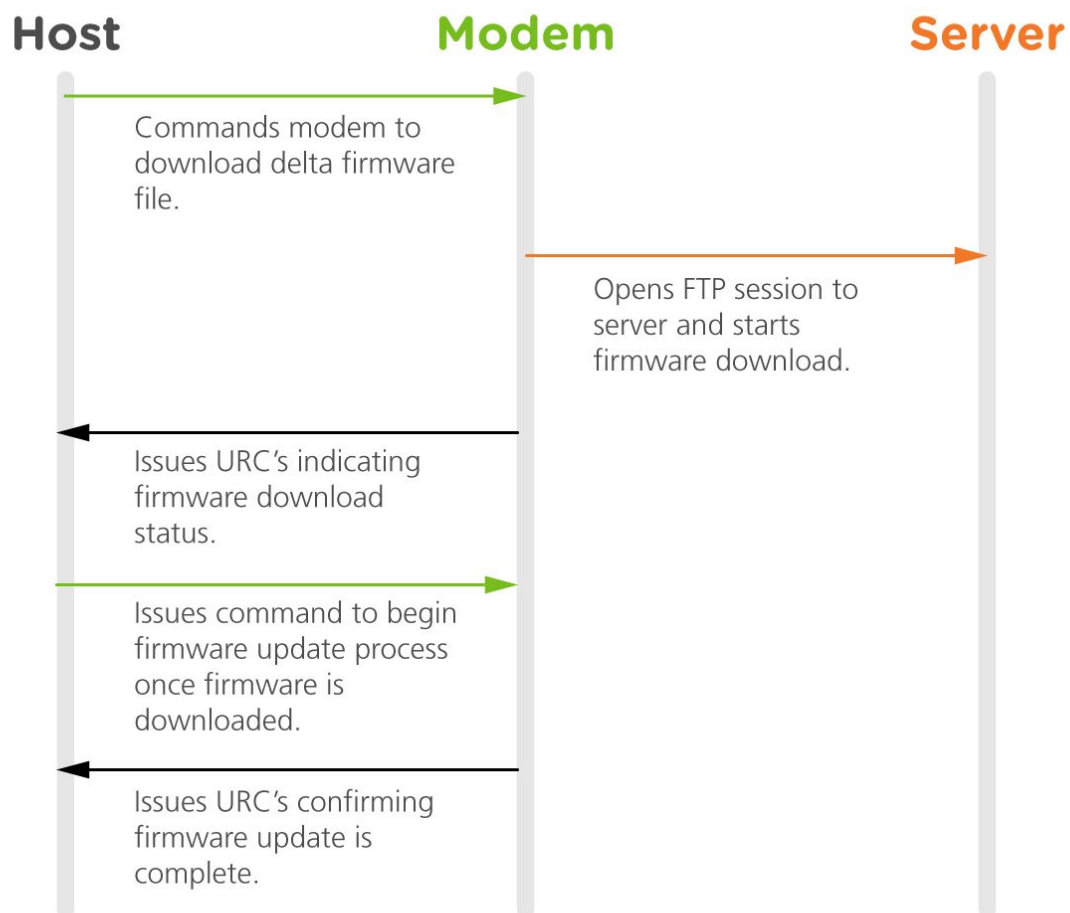 Host
Modem
Server
Commands modem to
download delta firmware
file.
Opens FTP session to
server and starts
firmware download.
Issues URC’s indicating
firmware download
status.
Issues command to begin
firmware update process
once firmware is
downloaded.
Issues URC’s confirming
firmware update is
complete.